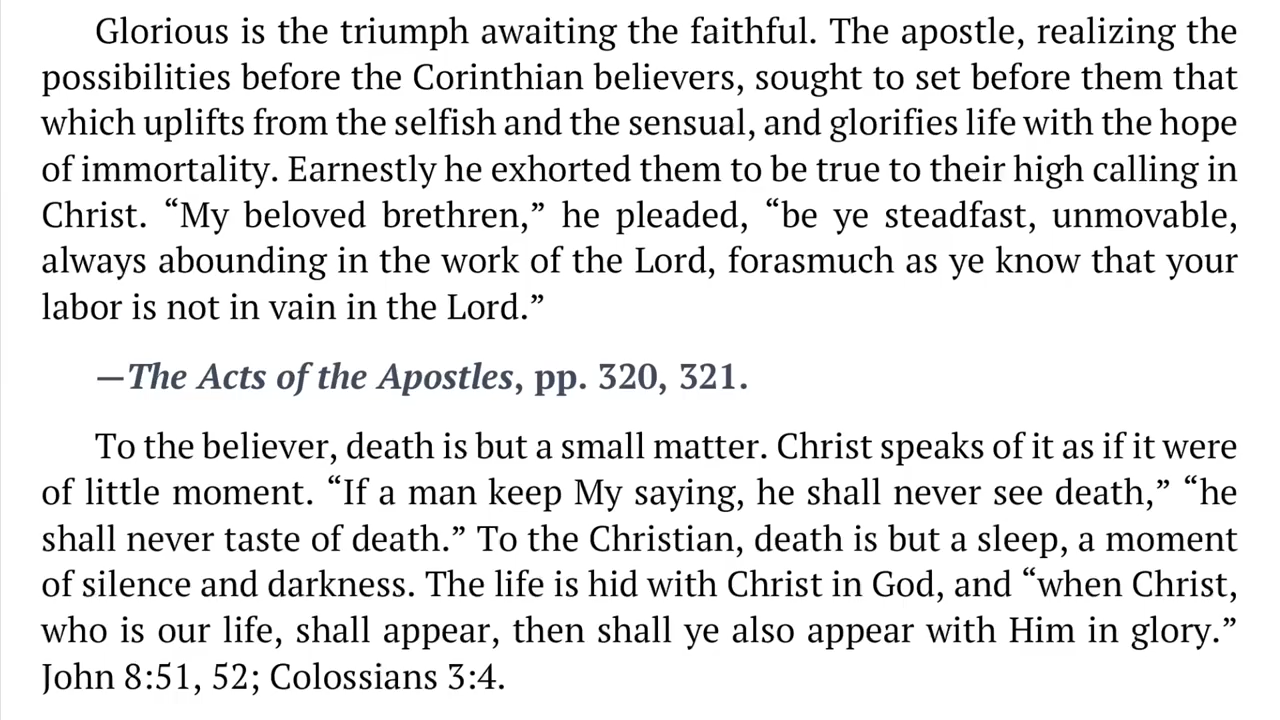 Glorious is the triumph awaiting the faithful. The apostle, realizing the
possibilities before the Corinthian believers, sought to set before them that
which uplifts from the selfish and the sensual, and glorifies life with the hope
of immortality. Earnestly he exhorted them to be true to their high calling in
Christ. “My beloved brethren,” he pleaded, “be ye steadfast, unmovable,
always abounding in the work of the Lord, forasmuch as ye know that your
labor is not in vain in the Lord.”
—The Acts of the Apostles, pp. 320, 321.
To the believer, death is but a small matter. Christ speaks of it as if it were
of little moment. “If a man keep My saying, he shall never see death,” “he
shall never taste of death.” To the Christian, death is but a sleep, a moment
of silence and darkness. The life is hid with Christ in God, and “when Christ,
who is our life, shall appear, then shall ye also appear with Him in glory.”
John 8:51, 52; Colossians 3:4.